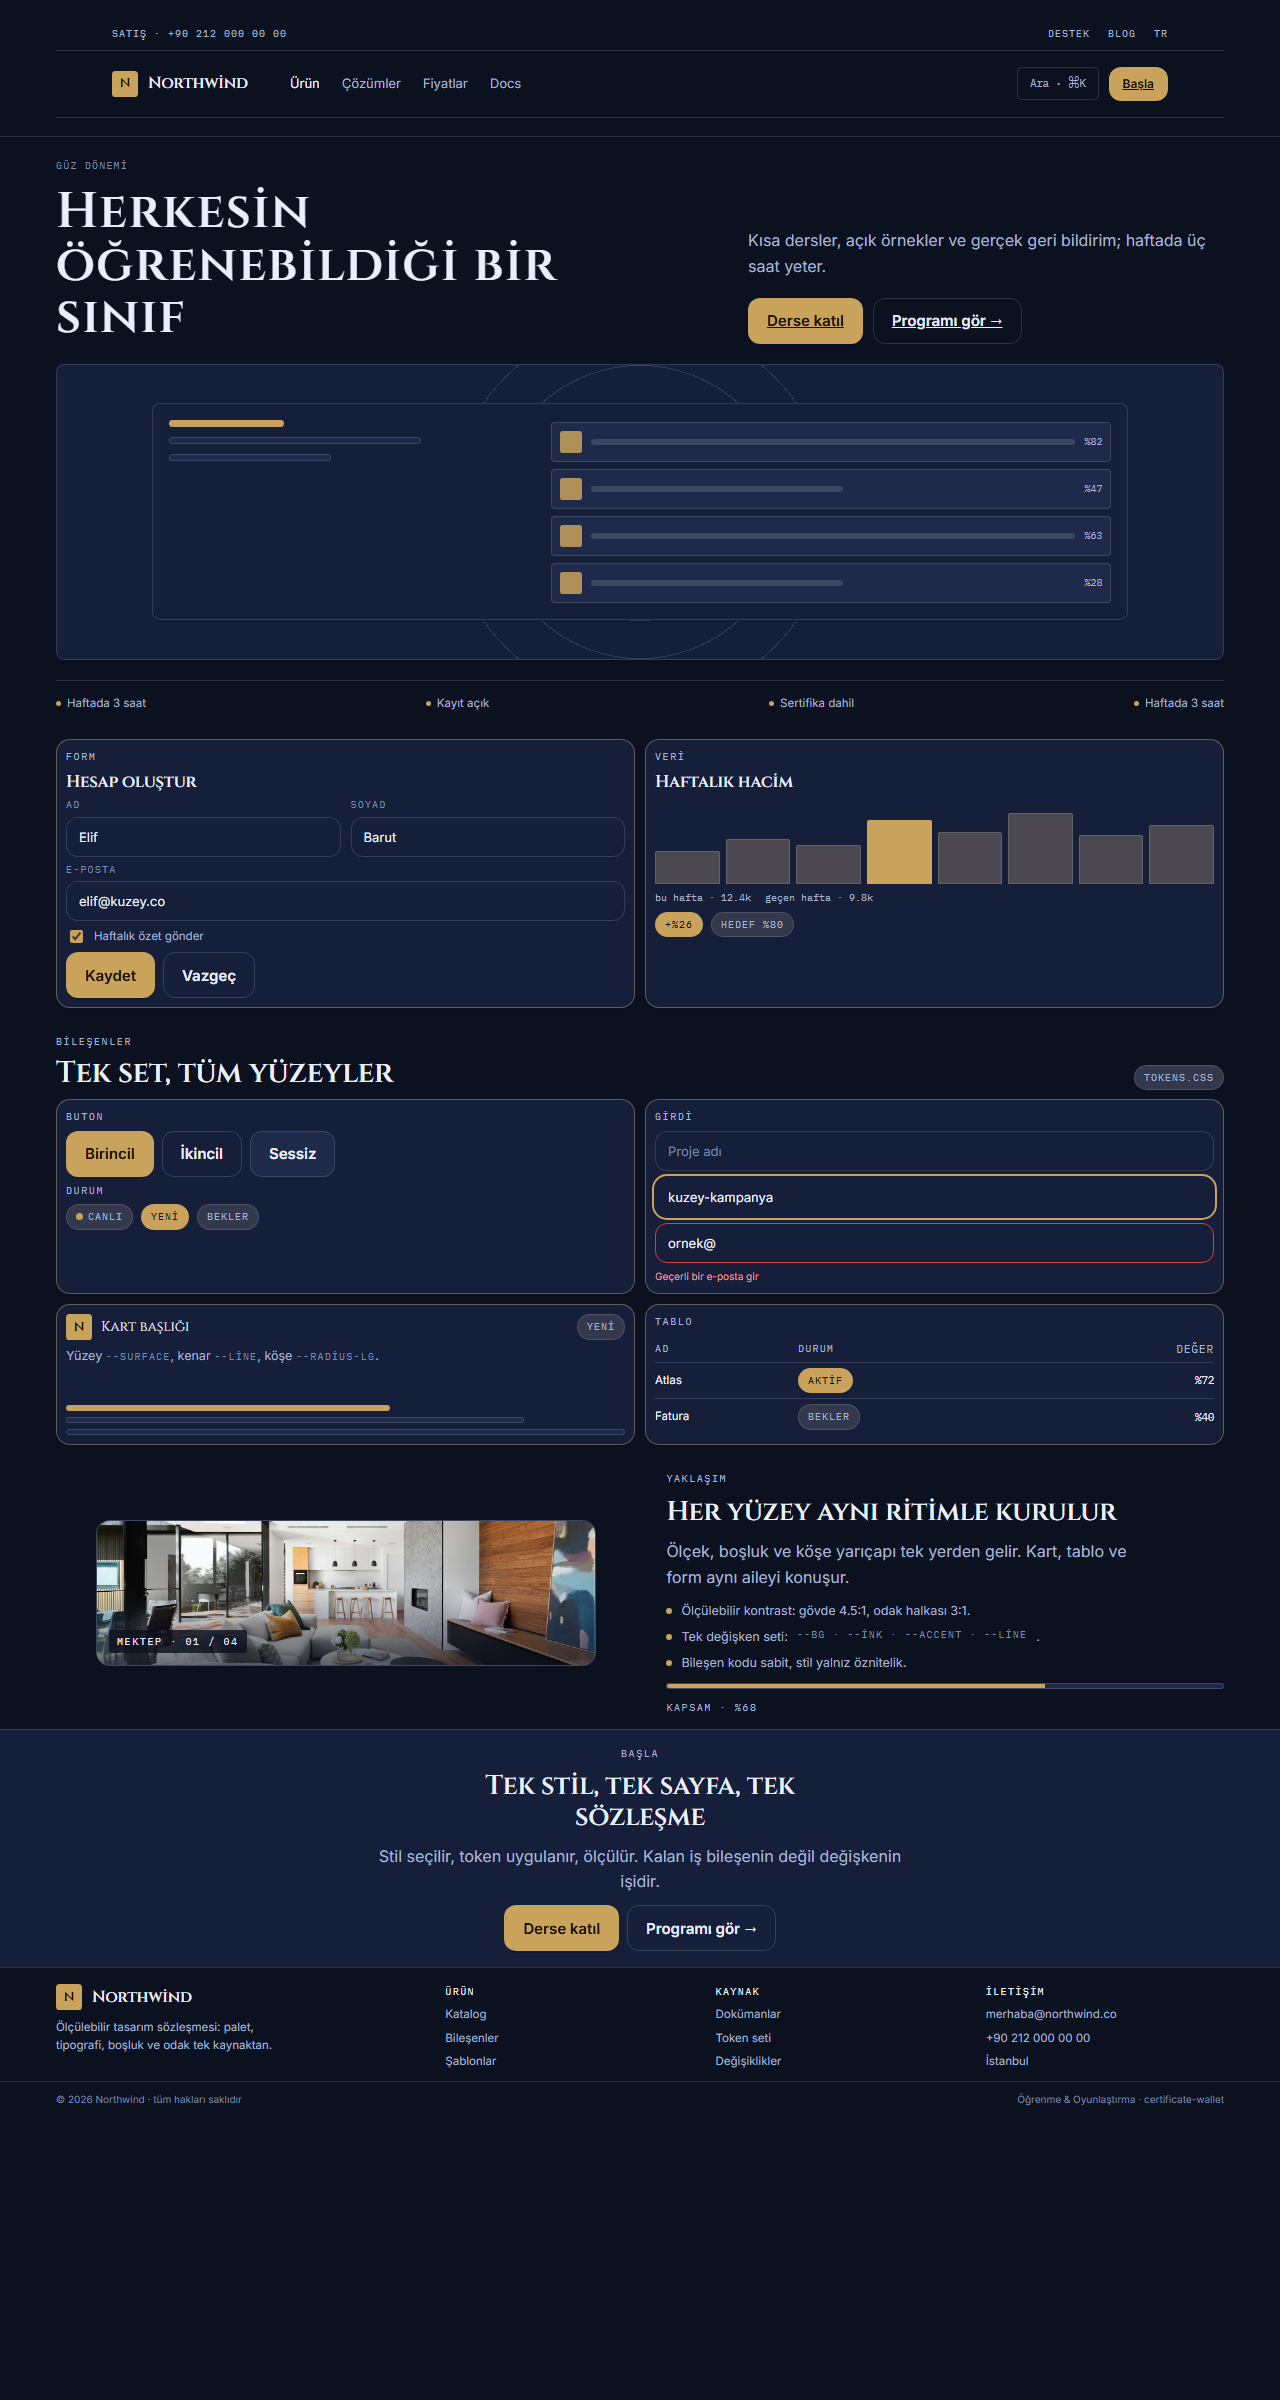 SATIŞ · +90 212 000 00 00
DESTEK BLOG TR
N NORTHWİND Ürün Çözümler Fiyatlar Docs Ara · ⌘K Başla
GÜZ DÖNEMİ
HERKESİN
ÖĞRENEBİLDİĞİ BİR
SINIF
Kısa dersler, açık örnekler ve gerçek geri bildirim; haftada üç
saat yeter.
Derse katıl Programı gör →
%82
%47
%63
%28
Haftada 3 saat Kayıt açık Sertifika dahil Haftada 3 saat
FORM
HESAP OLUŞTUR
AD SOYAD
Elif Barut
E-POSTA
elif@kuzey.co
Haftalık özet gönder
Kaydet Vazgeç
VERİ
HAFTALIK HACİM
bu hafta · 12.4k geçen hafta · 9.8k
+%26 HEDEF %80
BİLEŞENLER
TEK SET, TÜM YÜZEYLER
TOKENS.CSS
BUTON
Birincil İkincil Sessiz
DURUM
CANLI YENİ BEKLER
GİRDİ
Proje adı
kuzey-kampanya
ornek@
Geçerli bir e-posta gir
N KART BAŞLIĞI YENİ
Yüzey --SURFACE, kenar --LİNE, köşe --RADİUS-LG.
TABLO
AD DURUM DEĞER
Atlas AKTİF %72
Fatura BEKLER %40
MEKTEP · 01 / 04
YAKLAŞIM
HER YÜZEY AYNI RİTİMLE KURULUR
Ölçek, boşluk ve köşe yarıçapı tek yerden gelir. Kart, tablo ve
form aynı aileyi konuşur.
Ölçülebilir kontrast: gövde 4.5:1, odak halkası 3:1.
Tek değişken seti: --BG · --İNK · --ACCENT · --LİNE .
Bileşen kodu sabit, stil yalnız öznitelik.
KAPSAM · %68
BAŞLA
TEK STİL, TEK SAYFA, TEK
SÖZLEŞME
Stil seçilir, token uygulanır, ölçülür. Kalan iş bileşenin değil değişkenin
işidir.
Derse katıl Programı gör →
N NORTHWİND
Ölçülebilir tasarım sözleşmesi: palet,
tipografi, boşluk ve odak tek kaynaktan.
ÜRÜN
Katalog
Bileşenler
Şablonlar
KAYNAK
Dokümanlar
Token seti
Değişiklikler
İLETİŞİM
merhaba@northwind.co
+90 212 000 00 00
İstanbul
© 2026 Northwind · tüm hakları saklıdır
Öğrenme & Oyunlaştırma · certificate-wallet